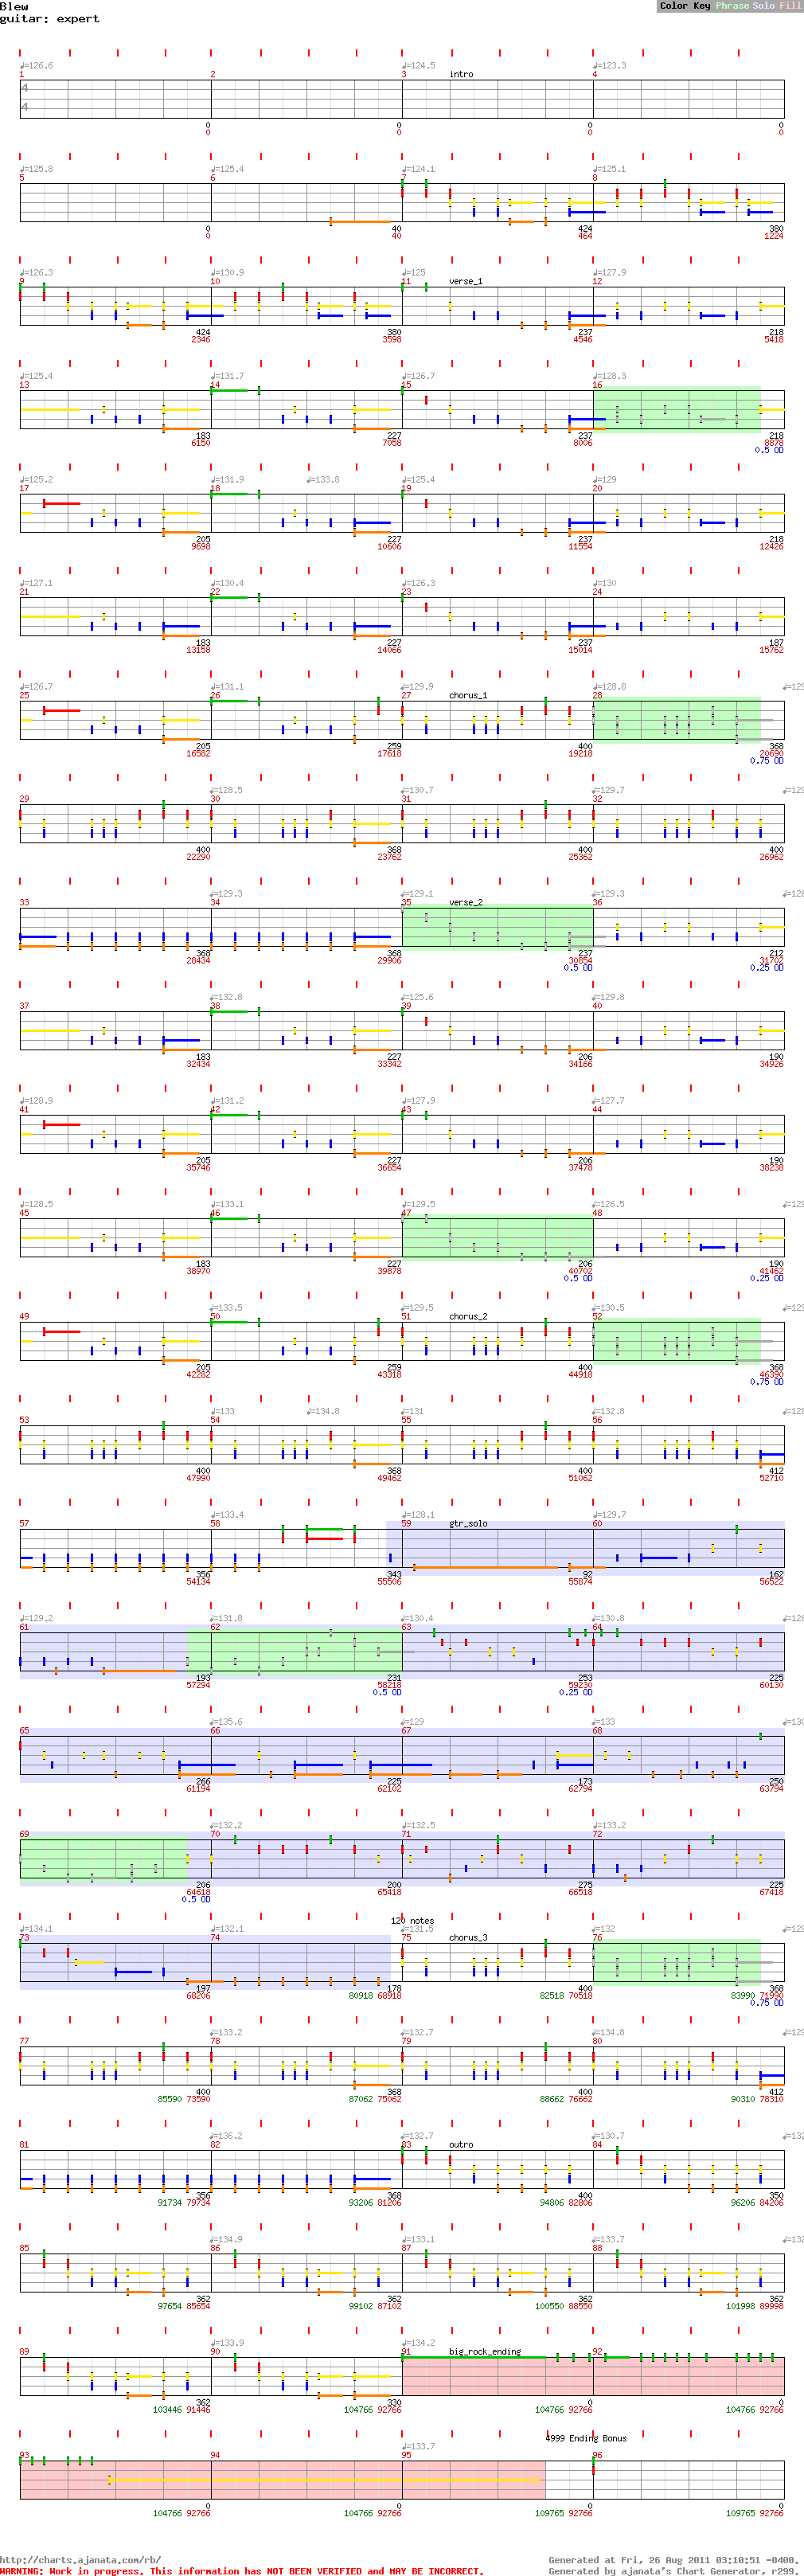 Blew
guitar: expert
Color Key Phrase Solo Fill
♩=126.6 ♩=124.5 ♩=123.3
1 2 3 intro 4
4
4
0 0 0 0
0 0 0 0
♩=125.8 ♩=125.4 ♩=124.1 ♩=125.1
5 6 7 8
0 40 424 380
0 40 464 1224
♩=126.3 ♩=130.9 ♩=125 ♩=127.9
9 10 11 verse_1 12
424 380 237 218
2346 3598 4546 5418
♩=125.4 ♩=131.7 ♩=126.7 ♩=128.3
13 14 15 16
183 227 237 218
6150 7058 8006 8878
0.5 OD
♩=125.2 ♩=131.9 ♩=133.8 ♩=125.4 ♩=129
17 18 19 20
205 227 237 218
9698 10606 11554 12426
♩=127.1 ♩=130.4 ♩=126.3 ♩=130
21 22 23 24
183 227 237 187
13158 14066 15014 15762
♩=126.7 ♩=131.1 ♩=129.9 ♩=128.8 ♩=129
25 26 27 chorus_1 28
205 259 400 368
16582 17618 19218 20690
0.75 OD
♩=128.5 ♩=130.7 ♩=129.7 ♩=129
29 30 31 32
400 368 400 400
22290 23762 25362 26962
♩=129.3 ♩=129.1 ♩=129.3 ♩=126
33 34 35 verse_2 36
368 368 237 212
28434 29906 30854 31702
0.5 OD 0.25 OD
♩=132.8 ♩=125.6 ♩=129.8
37 38 39 40
183 227 206 190
32434 33342 34166 34926
♩=128.9 ♩=131.2 ♩=127.9 ♩=127.7
41 42 43 44
205 227 206 190
35746 36654 37478 38238
♩=128.5 ♩=133.1 ♩=129.5 ♩=126.5 ♩=129
45 46 47 48
183 227 206 190
38970 39878 40702 41462
0.5 OD 0.25 OD
♩=133.5 ♩=129.5 ♩=130.5 ♩=129
49 50 51 chorus_2 52
205 259 400 368
42282 43318 44918 46390
0.75 OD
♩=133 ♩=134.8 ♩=131 ♩=132.8 ♩=128
53 54 55 56
400 368 400 412
47990 49462 51062 52710
♩=133.4 ♩=128.1 ♩=129.7
57 58 59 gtr_solo 60
356 343 92 162
54134 55506 55874 56522
♩=129.2 ♩=131.8 ♩=130.4 ♩=130.8 ♩=126
61 62 63 64
193 231 253 225
57294 58218 59230 60130
0.5 OD 0.25 OD
♩=135.6 ♩=129 ♩=133 ♩=130
65 66 67 68
266 225 173 250
61194 62102 62794 63794
♩=132.2 ♩=132.5 ♩=133.2
69 70 71 72
206 200 275 225
64618 65418 66518 67418
0.5 OD
120 notes
♩=134.1 ♩=132.1 ♩=131.5 ♩=132 ♩=129
73 74 75 chorus_3 76
197 178 400 368
68206 80918 68918 82518 70518 83990 71990
0.75 OD
♩=133.2 ♩=132.7 ♩=134.8 ♩=129
77 78 79 80
400 368 400 412
85590 73590 87062 75062 88662 76662 90310 78310
♩=136.2 ♩=132.7 ♩=130.7 ♩=132
81 82 83 outro 84
356 368 400 350
91734 79734 93206 81206 94806 82806 96206 84206
♩=134.9 ♩=133.1 ♩=133.7 ♩=132
85 86 87 88
362 362 362 362
97654 85654 99102 87102 100550 88550 101998 89998
♩=133.9 ♩=134.2
89 90 91 big_rock_ending 92
362 330 0 0
103446 91446 104766 92766 104766 92766 104766 92766
4999 Ending Bonus
♩=133.7
93 94 95 96
0 0 0 0
104766 92766 104766 92766 109765 92766 109765 92766
http://charts.ajanata.com/rb/ Generated at Fri, 26 Aug 2011 03:10:51 -0400.
WARNING: Work in progress. This information has NOT BEEN VERIFIED and MAY BE INCORRECT. Generated by ajanata's Chart Generator, r299.